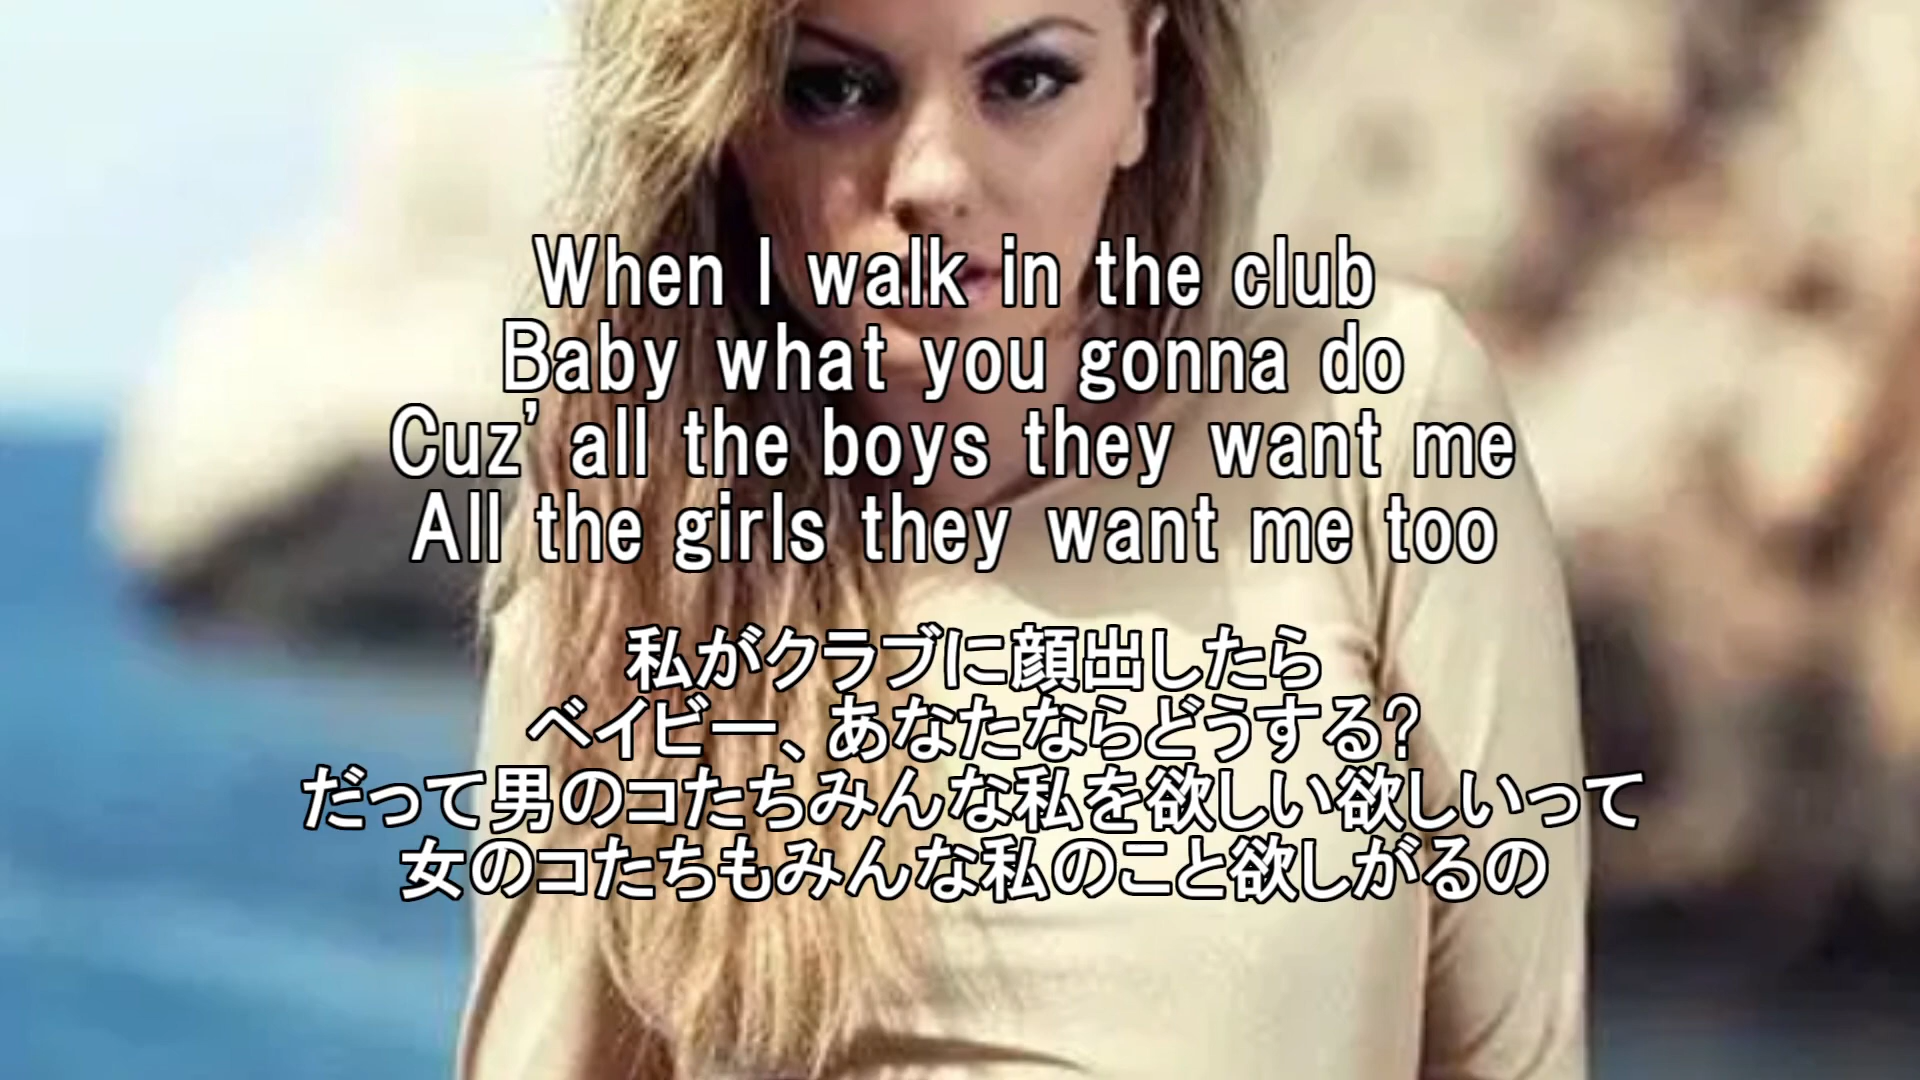 When I walk in the club
Baby what you gonna do
Cuz' all the boys they want me
All the girls they want me too
私がクラブに顔出したら
ベイビー、あなたならどうする?
だって男のコたちみんな私を欲しい欲しいって
女のコたちもみんな私のこと欲しがるの